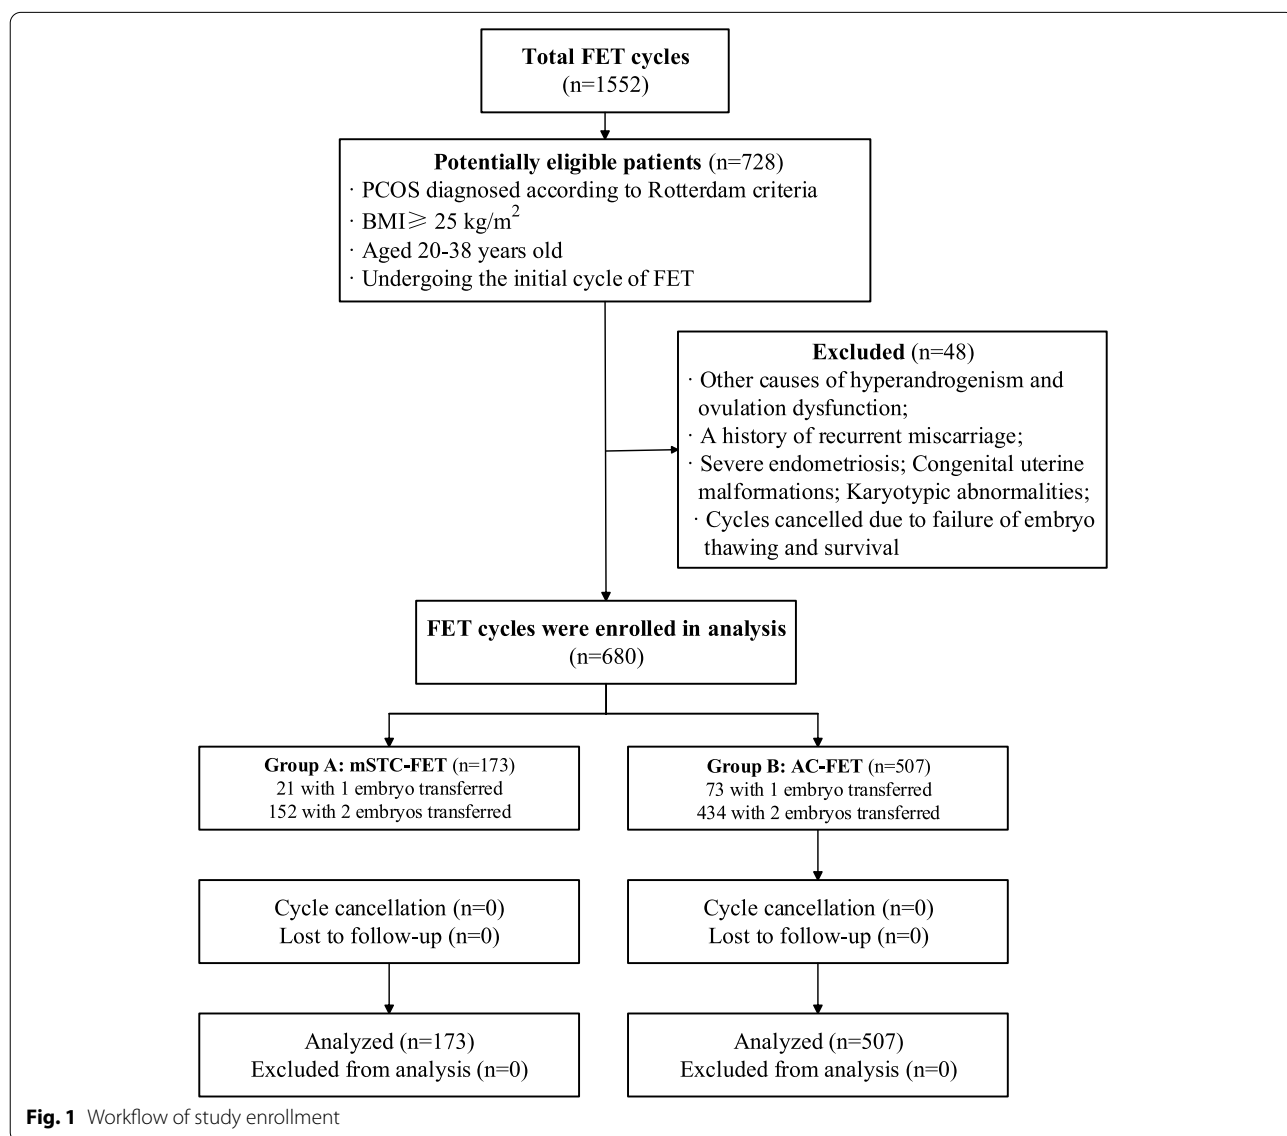 Total FET cycles
(n=1552)
Potentially eligible patients (n=728)
· PCOS diagnosed according to Rotterdam criteria
· BMI⩾ 25 kg/m²
· Aged 20-38 years old
· Undergoing the initial cycle of FET
Excluded (n=48)
· Other causes of hyperandrogenism and
ovulation dysfunction;
· A history of recurrent miscarriage;
· Severe endometriosis; Congenital uterine
malformations; Karyotypic abnormalities;
· Cycles cancelled due to failure of embryo
thawing and survival
FET cycles were enrolled in analysis
(n=680)
Group A: mSTC-FET (n=173)
21 with 1 embryo transferred
152 with 2 embryos transferred
Group B: AC-FET (n=507)
73 with 1 embryo transferred
434 with 2 embryos transferred
Cycle cancellation (n=0)
Lost to follow-up (n=0)
Cycle cancellation (n=0)
Lost to follow-up (n=0)
Analyzed (n=173)
Excluded from analysis (n=0)
Analyzed (n=507)
Excluded from analysis (n=0)
Fig. 1 Workflow of study enrollment